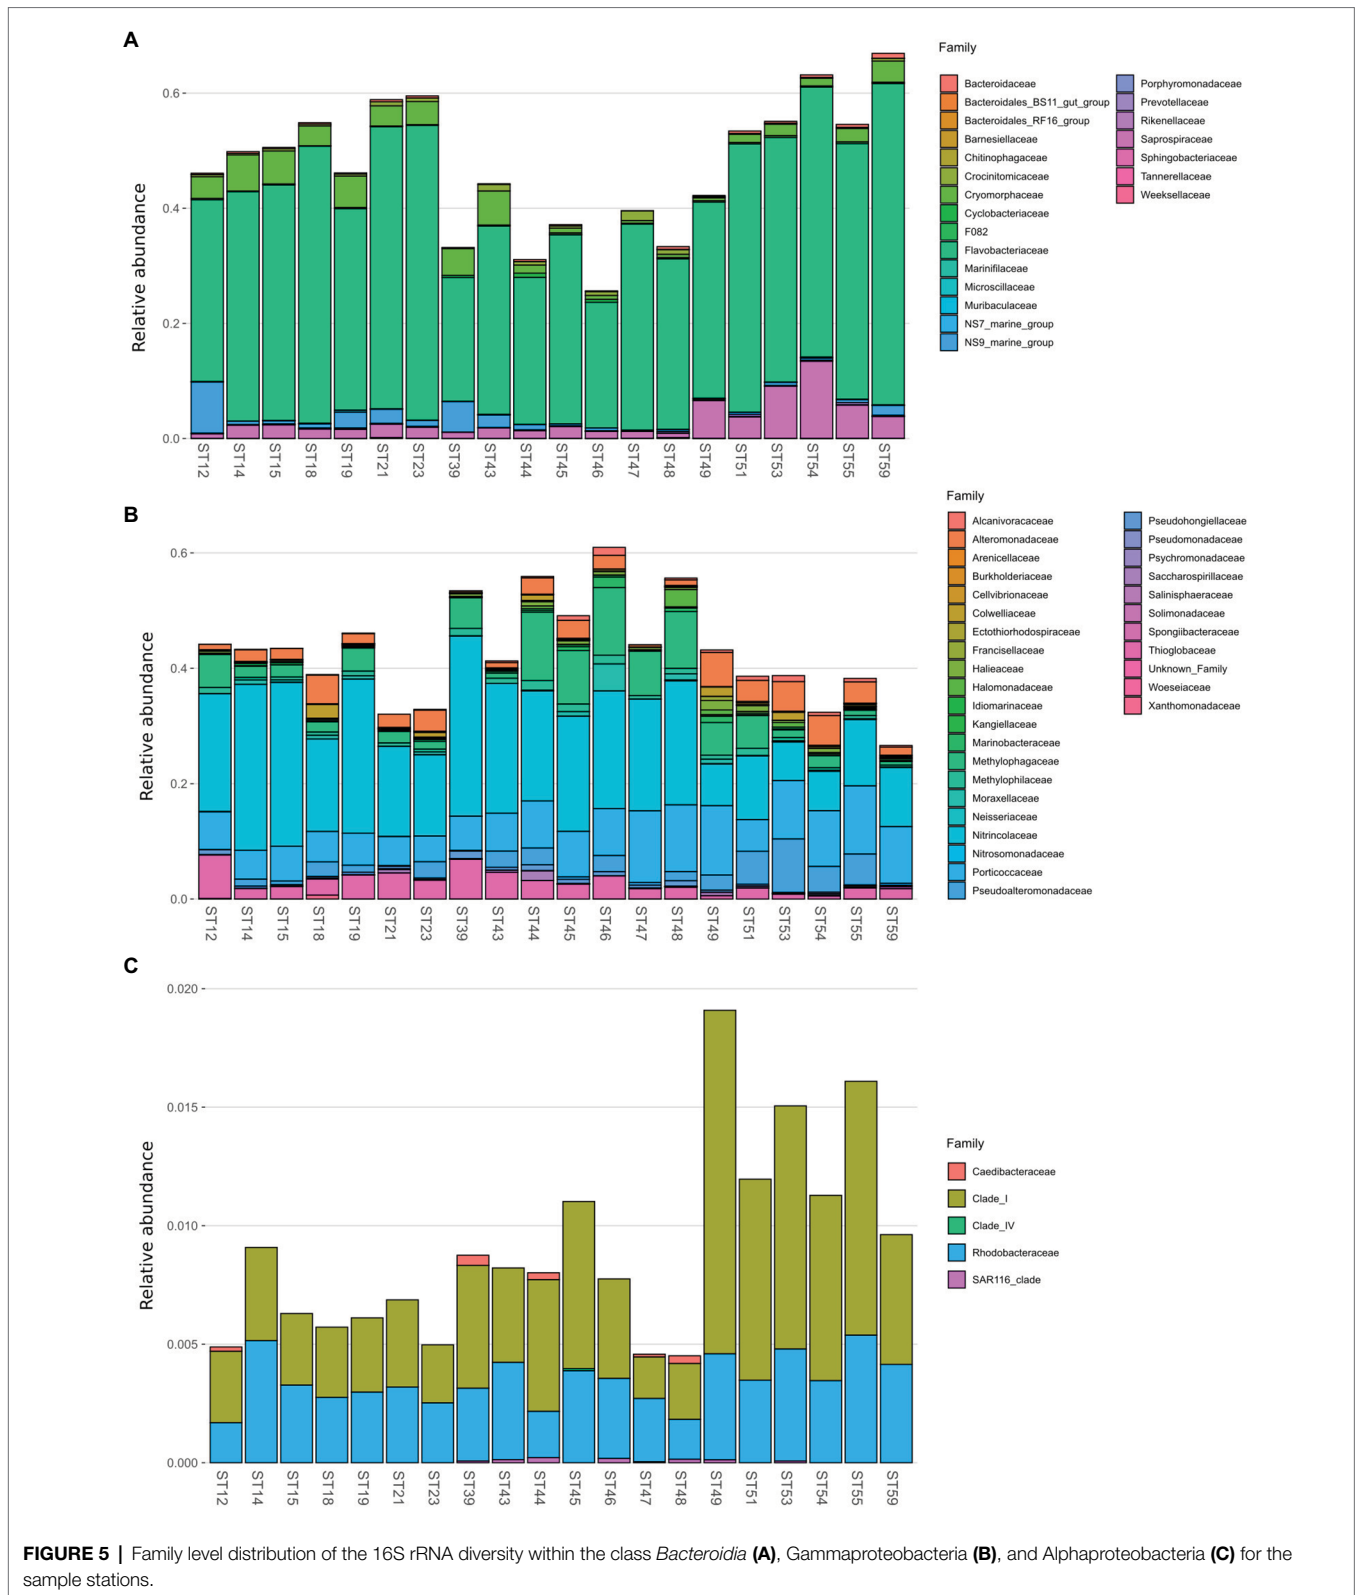 A
Family
Bacteroidaceae
Bacteroidales_BS11_gut_group
Bacteroidales_RF16_group
Barnesiellaceae
Chitinophagaceae
Crocinitomicaceae
Cryomorphaceae
Cyclobacteriaceae
F082
Flavobacteriaceae
Marinifilaceae
Microscillaceae
Muribaculaceae
NS7_marine_group
NS9_marine_group
Porphyromonadaceae
Prevotellaceae
Rikenellaceae
Saprospiraceae
Sphingobacteriaceae
Tannerellaceae
Weeksellaceae
Relative abundance
0.6
0.4
0.2
0.0
ST12 ST14 ST15 ST18 ST19 ST21 ST23 ST39 ST43 ST44 ST45 ST46 ST47 ST48 ST49 ST51 ST53 ST54 ST55 ST59
B
Family
Alcanivoracaceae
Alteromonadaceae
Arenicellaceae
Burkholderiaceae
Cellvibrionaceae
Colwelliaceae
Ectothiorhodospiraceae
Francisellaceae
Halieaceae
Halomonadaceae
Idiomarinaceae
Kangiellaceae
Marinobacteraceae
Methylophagaceae
Methylophilaceae
Moraxellaceae
Neisseriaceae
Nitrincolaceae
Nitrosomonadaceae
Porticoccaceae
Pseudoalteromonadaceae
Pseudohongiellaceae
Pseudomonadaceae
Psychromonadaceae
Saccharospirillaceae
Salinisphaeraceae
Solimonadaceae
Spongiibacteraceae
Thioglobaceae
Unknown_Family
Woeseiaceae
Xanthomonadaceae
Relative abundance
0.6
0.4
0.2
0.0
ST12 ST14 ST15 ST18 ST19 ST21 ST23 ST39 ST43 ST44 ST45 ST46 ST47 ST48 ST49 ST51 ST53 ST54 ST55 ST59
C
Relative abundance
0.020
0.015
0.010
0.005
0.000
Family
Caedibacteraceae
Clade_I
Clade_IV
Rhodobacteraceae
SAR116_clade
ST12 ST14 ST15 ST18 ST19 ST21 ST23 ST39 ST43 ST44 ST45 ST46 ST47 ST48 ST49 ST51 ST53 ST54 ST55 ST59
FIGURE 5 | Family level distribution of the 16S rRNA diversity within the class Bacteroidia (A), Gammaproteobacteria (B), and Alphaproteobacteria (C) for the
sample stations.